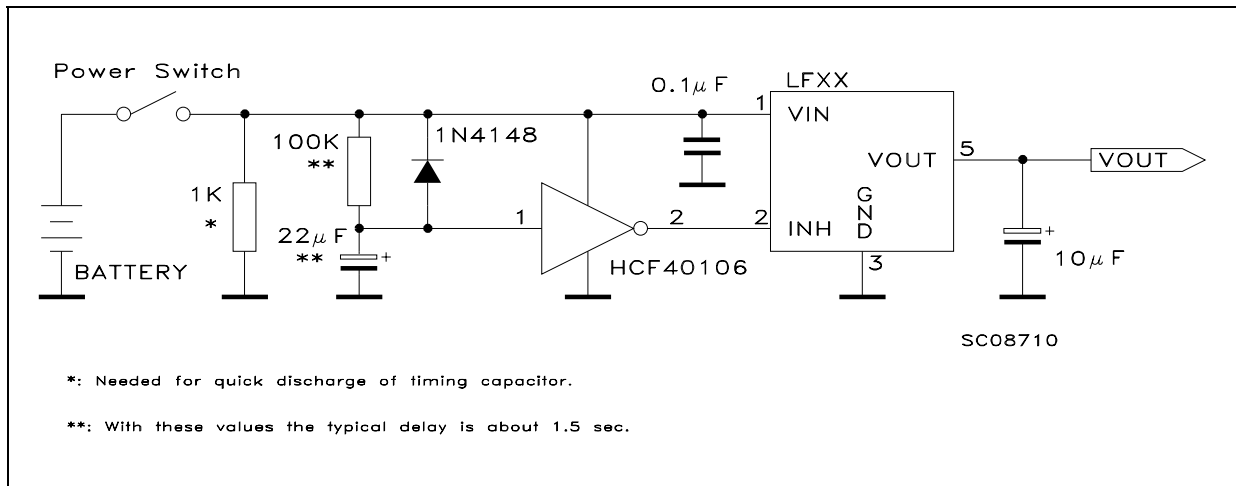 Power Switch
0.1μF
LFXX
1
VIN
100K
**
1N4148
VOUT
5
VOUT
1K
*
GND
22μF
**
+
1
2
2
INH
+
BATTERY
HCF40106
3
10μF
SC08710
*: Needed for quick discharge of timing capacitor.
**: With these values the typical delay is about 1.5 sec.